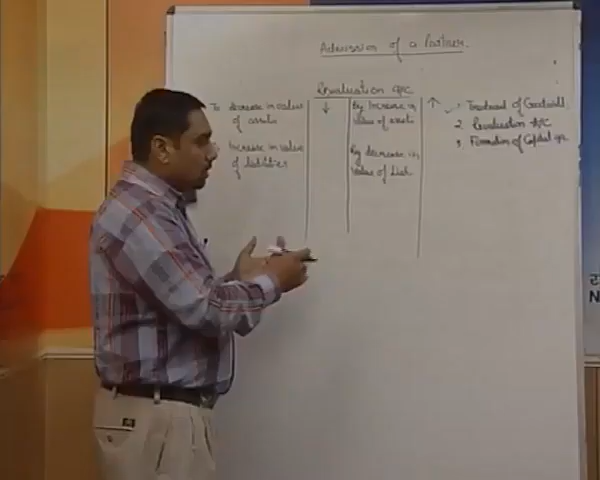 Admission of a Partner.
Revaluation A/C
To decrease in value
of assets
Increase in value
of liabilities
↓
By Increase in
value of assets
By decrease in
value of Liab.
↑
1. Treatment of Goodwill
2. Revaluation A/C
3. Formation of Capital a/c
N